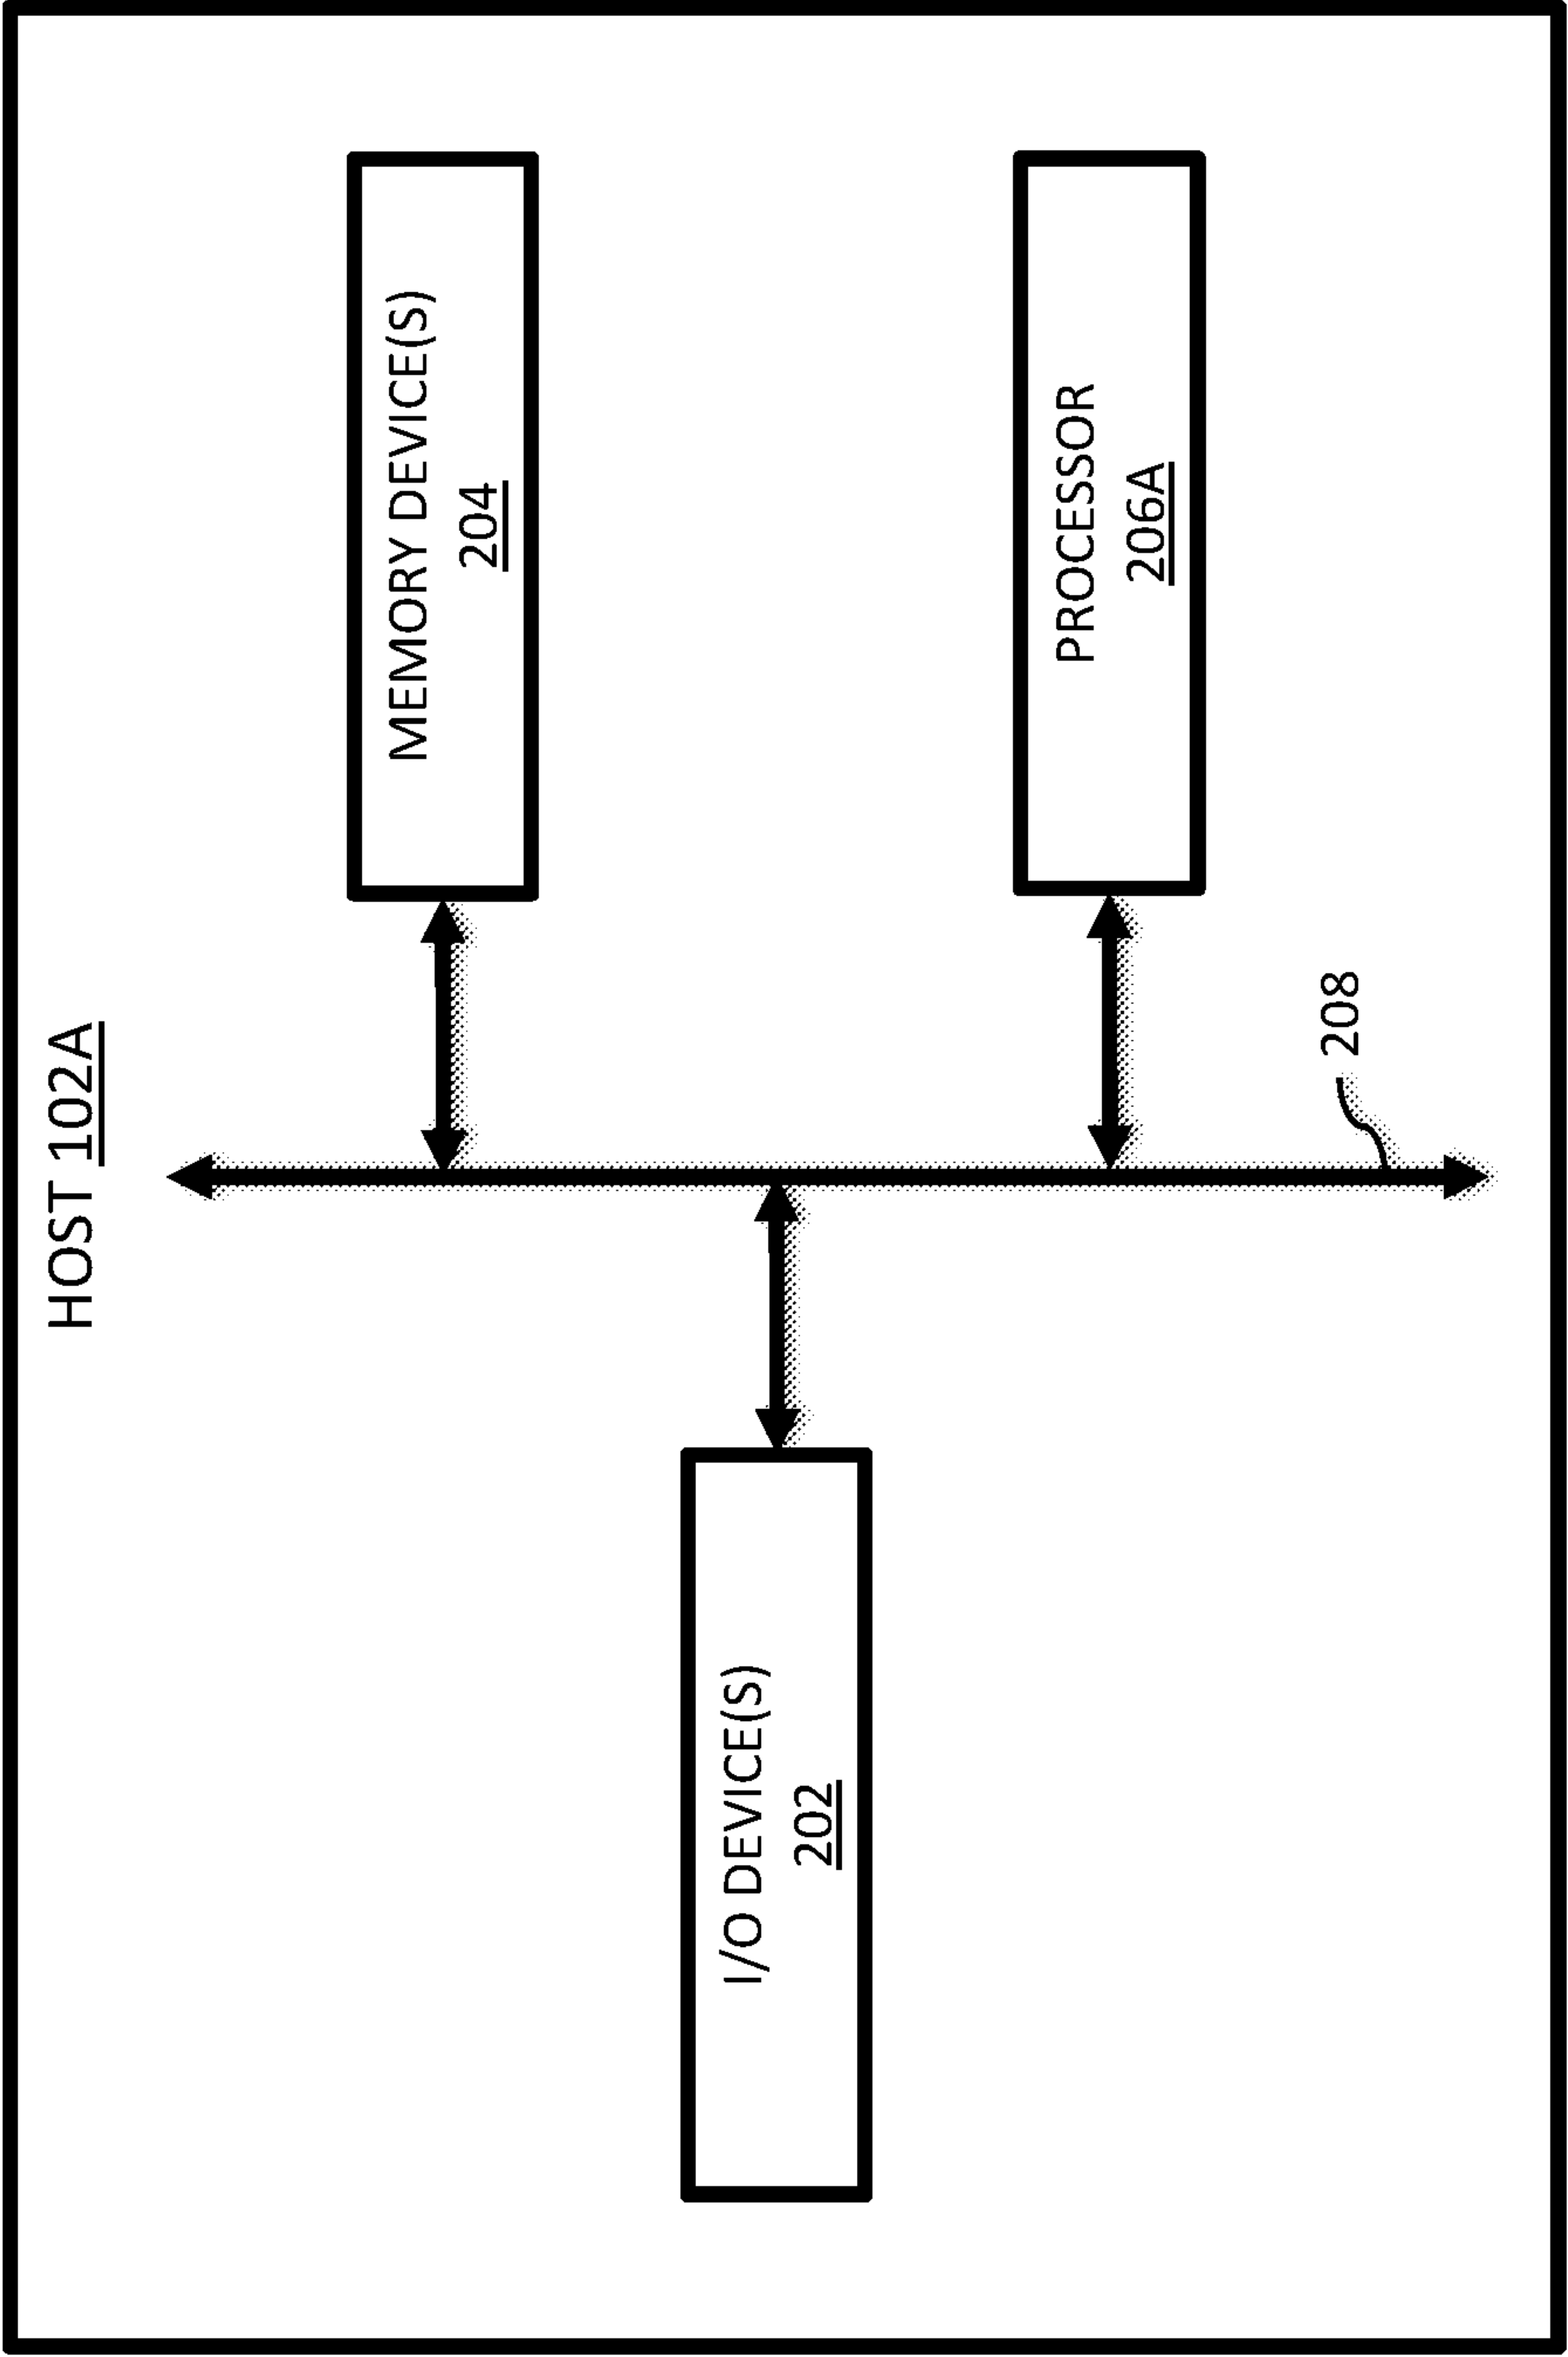 HOST 102A
MEMORY DEVICE(S)
204
I/O DEVICE(S)
202
PROCESSOR
206A
208